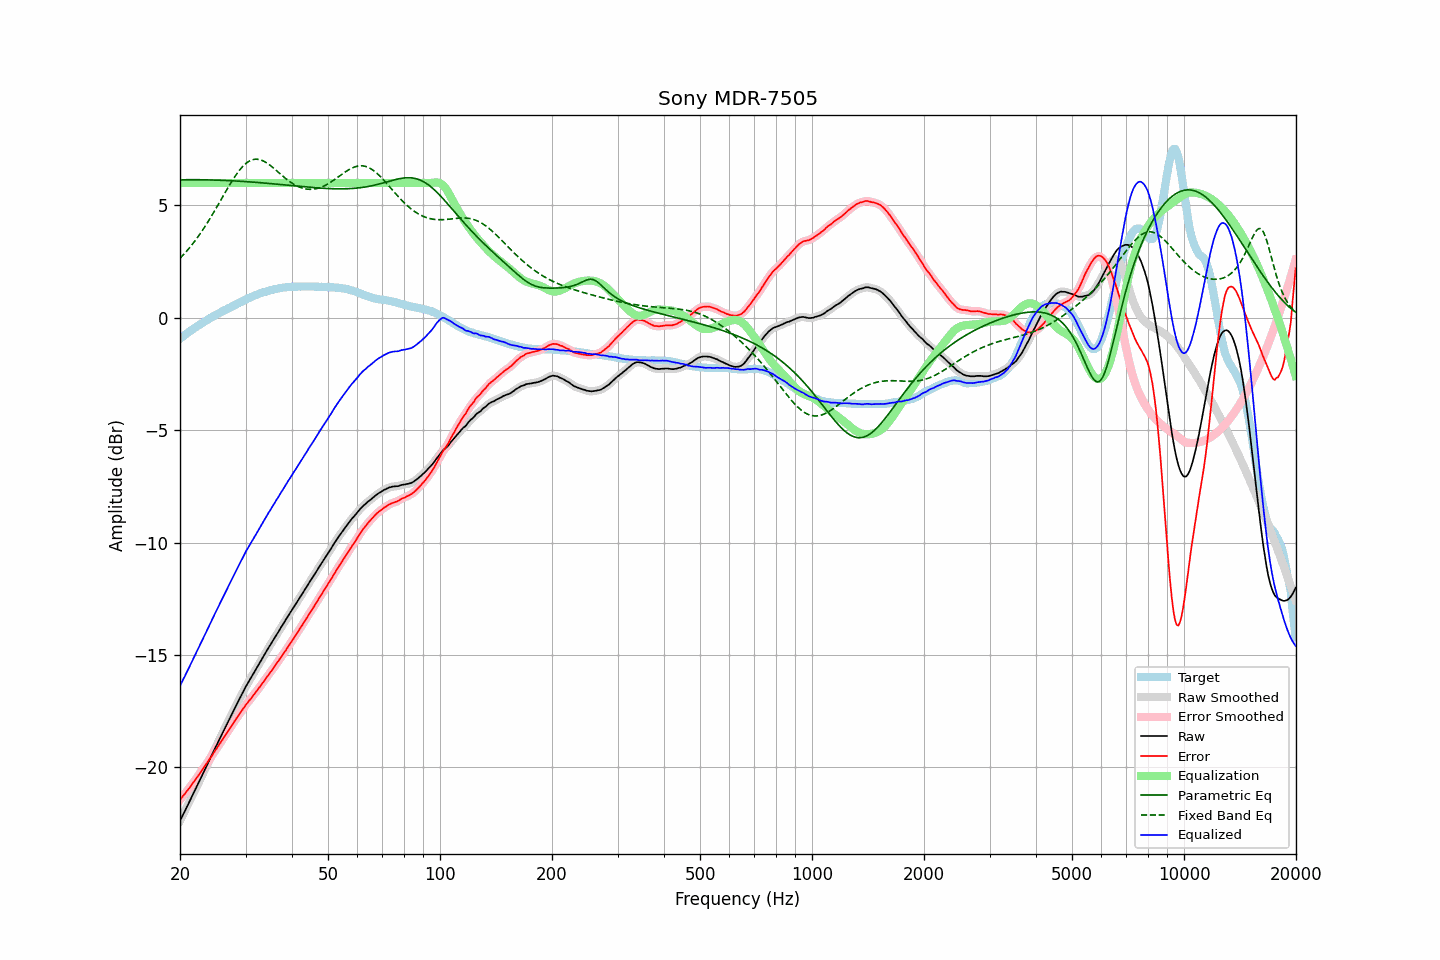 Sony MDR-7505
Amplitude (dBr)
5
0
−5
−10
−15
−20
20 50 100 200 500 1000 2000 5000 10000 20000
Frequency (Hz)
Target
Raw Smoothed
Error Smoothed
Raw
Error
Equalization
Parametric Eq
Fixed Band Eq
Equalized